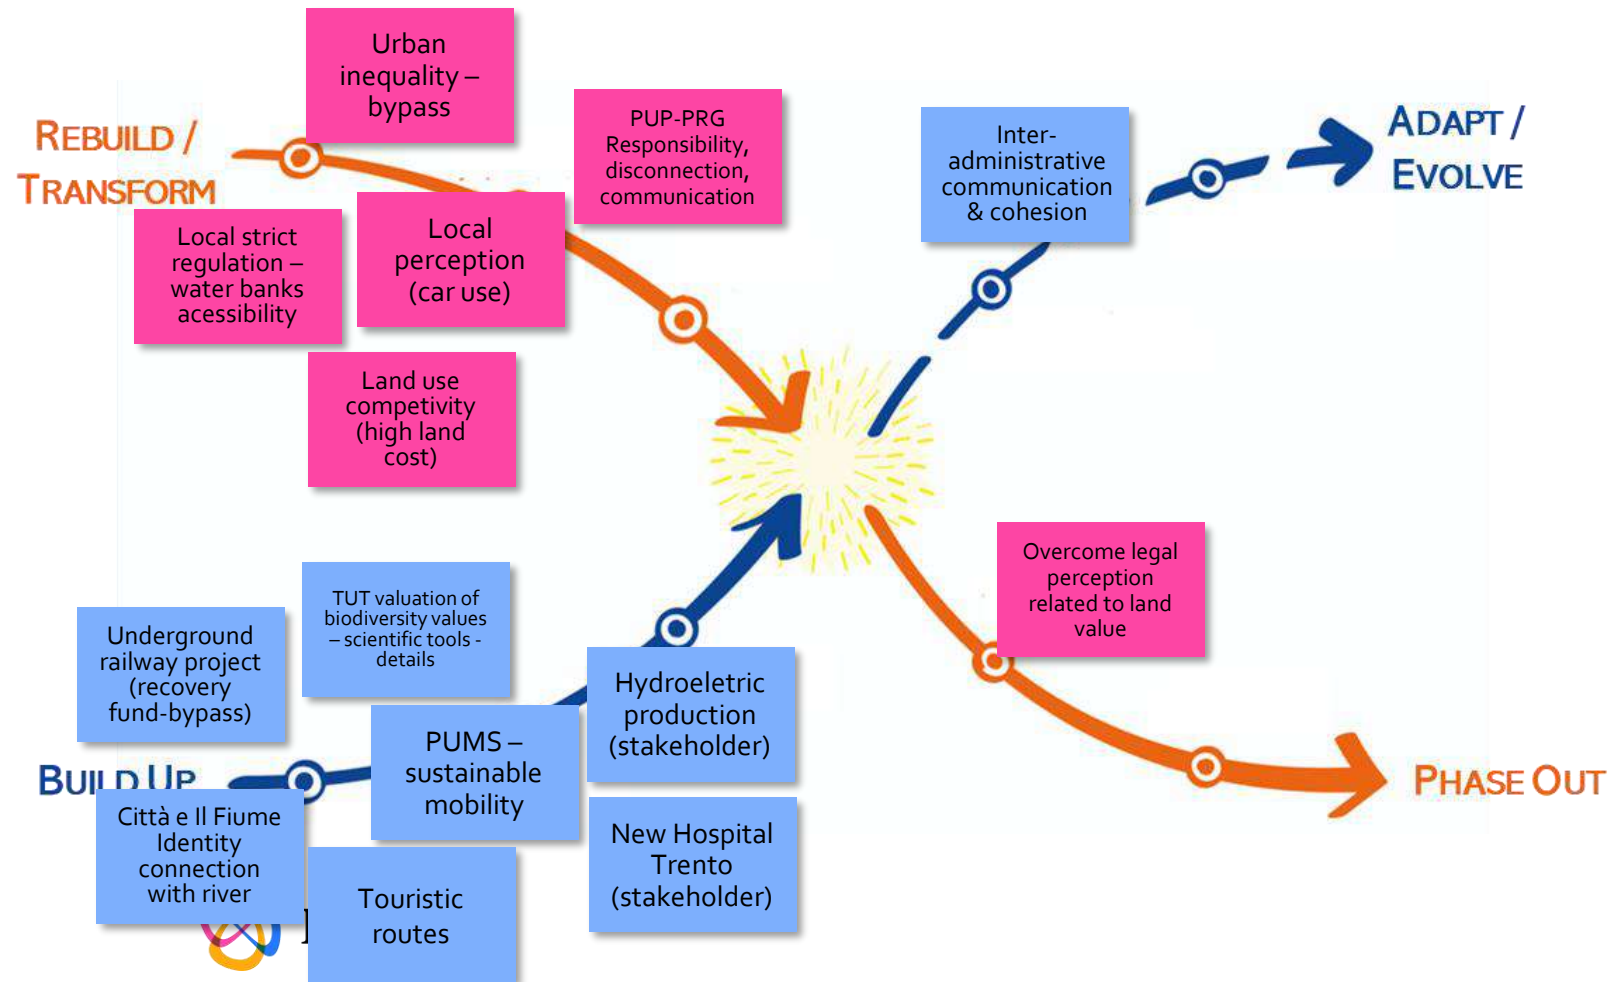 Urban
inequality –
bypass
PUP-PRG
Responsibility,
disconnection,
communication
Inter-
administrative
communication
& cohesion
ADAPT /
EVOLVE
REBUILD /
TRANSFORM
Local strict
regulation –
water banks
acessibility
Local
perception
(car use)
Land use
competivity
(high land
cost)
Overcome legal
perception
related to land
value
TUT valuation of
biodiversity values
– scientific tools -
details
Underground
railway project
(recovery
fund-bypass)
Hydroeletric
production
(stakeholder)
PUMS –
sustainable
mobility
BUILD UP
PHASE OUT
Città e Il Fiume
Identity
connection
with river
New Hospital
Trento
(stakeholder)
Touristic
routes